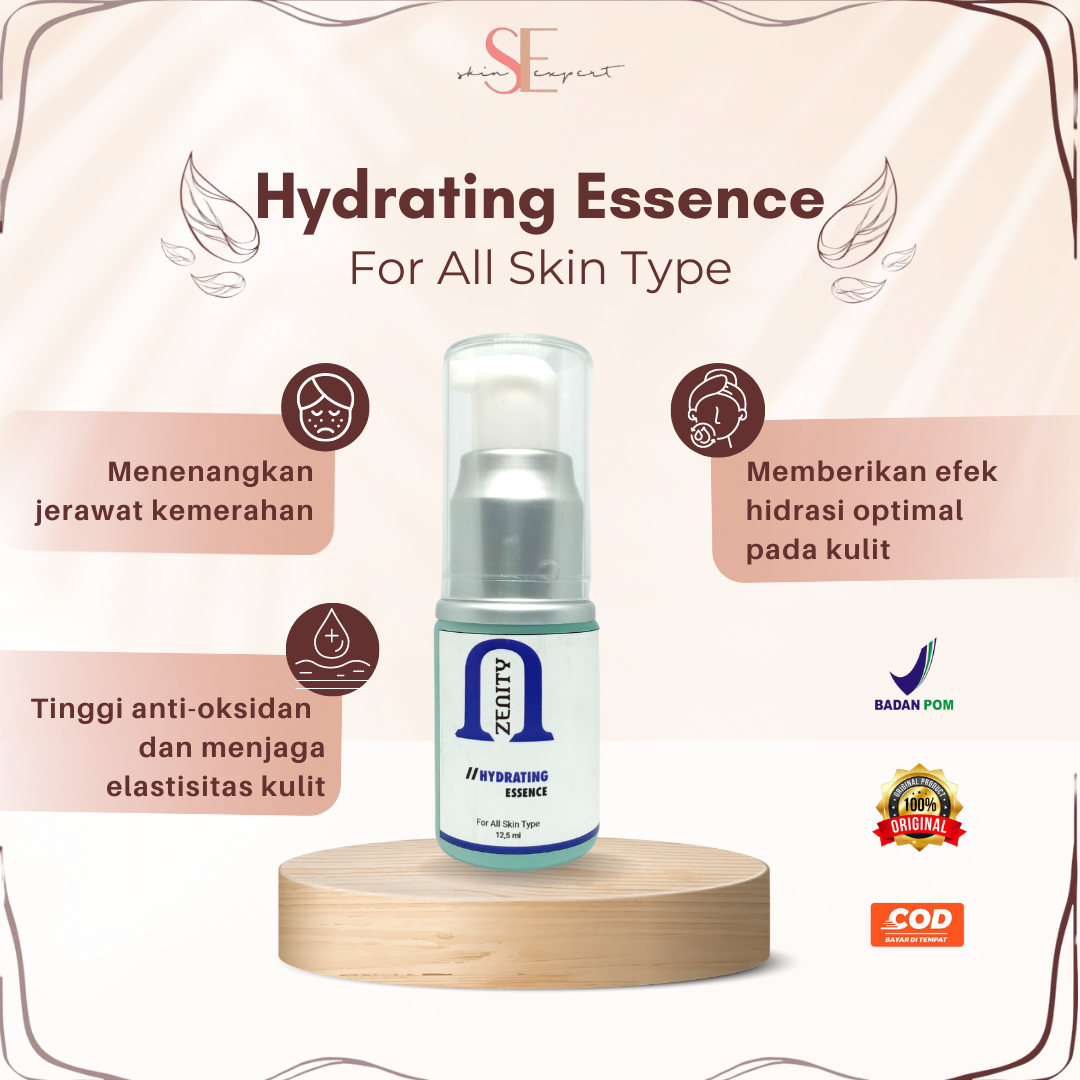 skin SE expert
Hydrating Essence
For All Skin Type
Menenangkan
jerawat kemerahan
Memberikan efek
hidrasi optimal
pada kulit
Tinggi anti-oksidan
dan menjaga
elastisitas kulit
ZENITY
//HYDRATING
ESSENCE
For All Skin Type
12,5 ml
BADAN POM
ORIGINAL PRODUCT
100%
ORIGINAL
COD
BAYAR DI TEMPAT